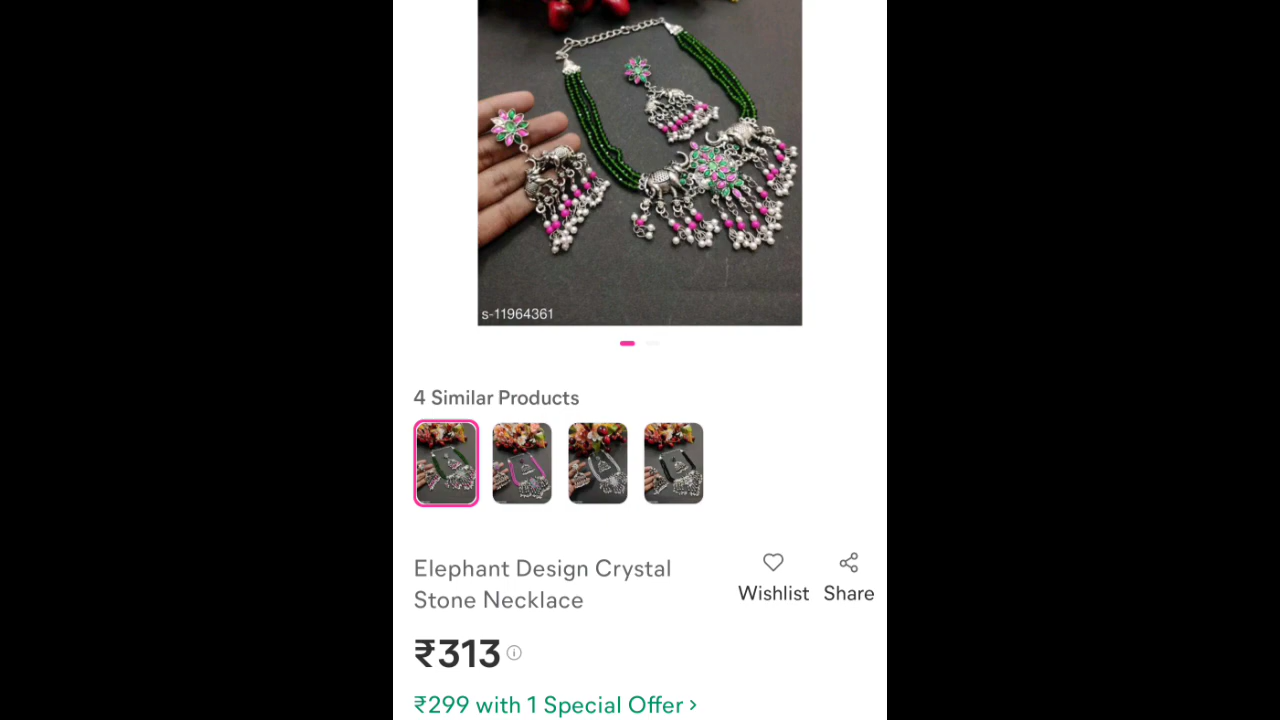 s-11964361
4 Similar Products
Elephant Design Crystal
Stone Necklace
Wishlist
Share
₹313
₹299 with 1 Special Offer >